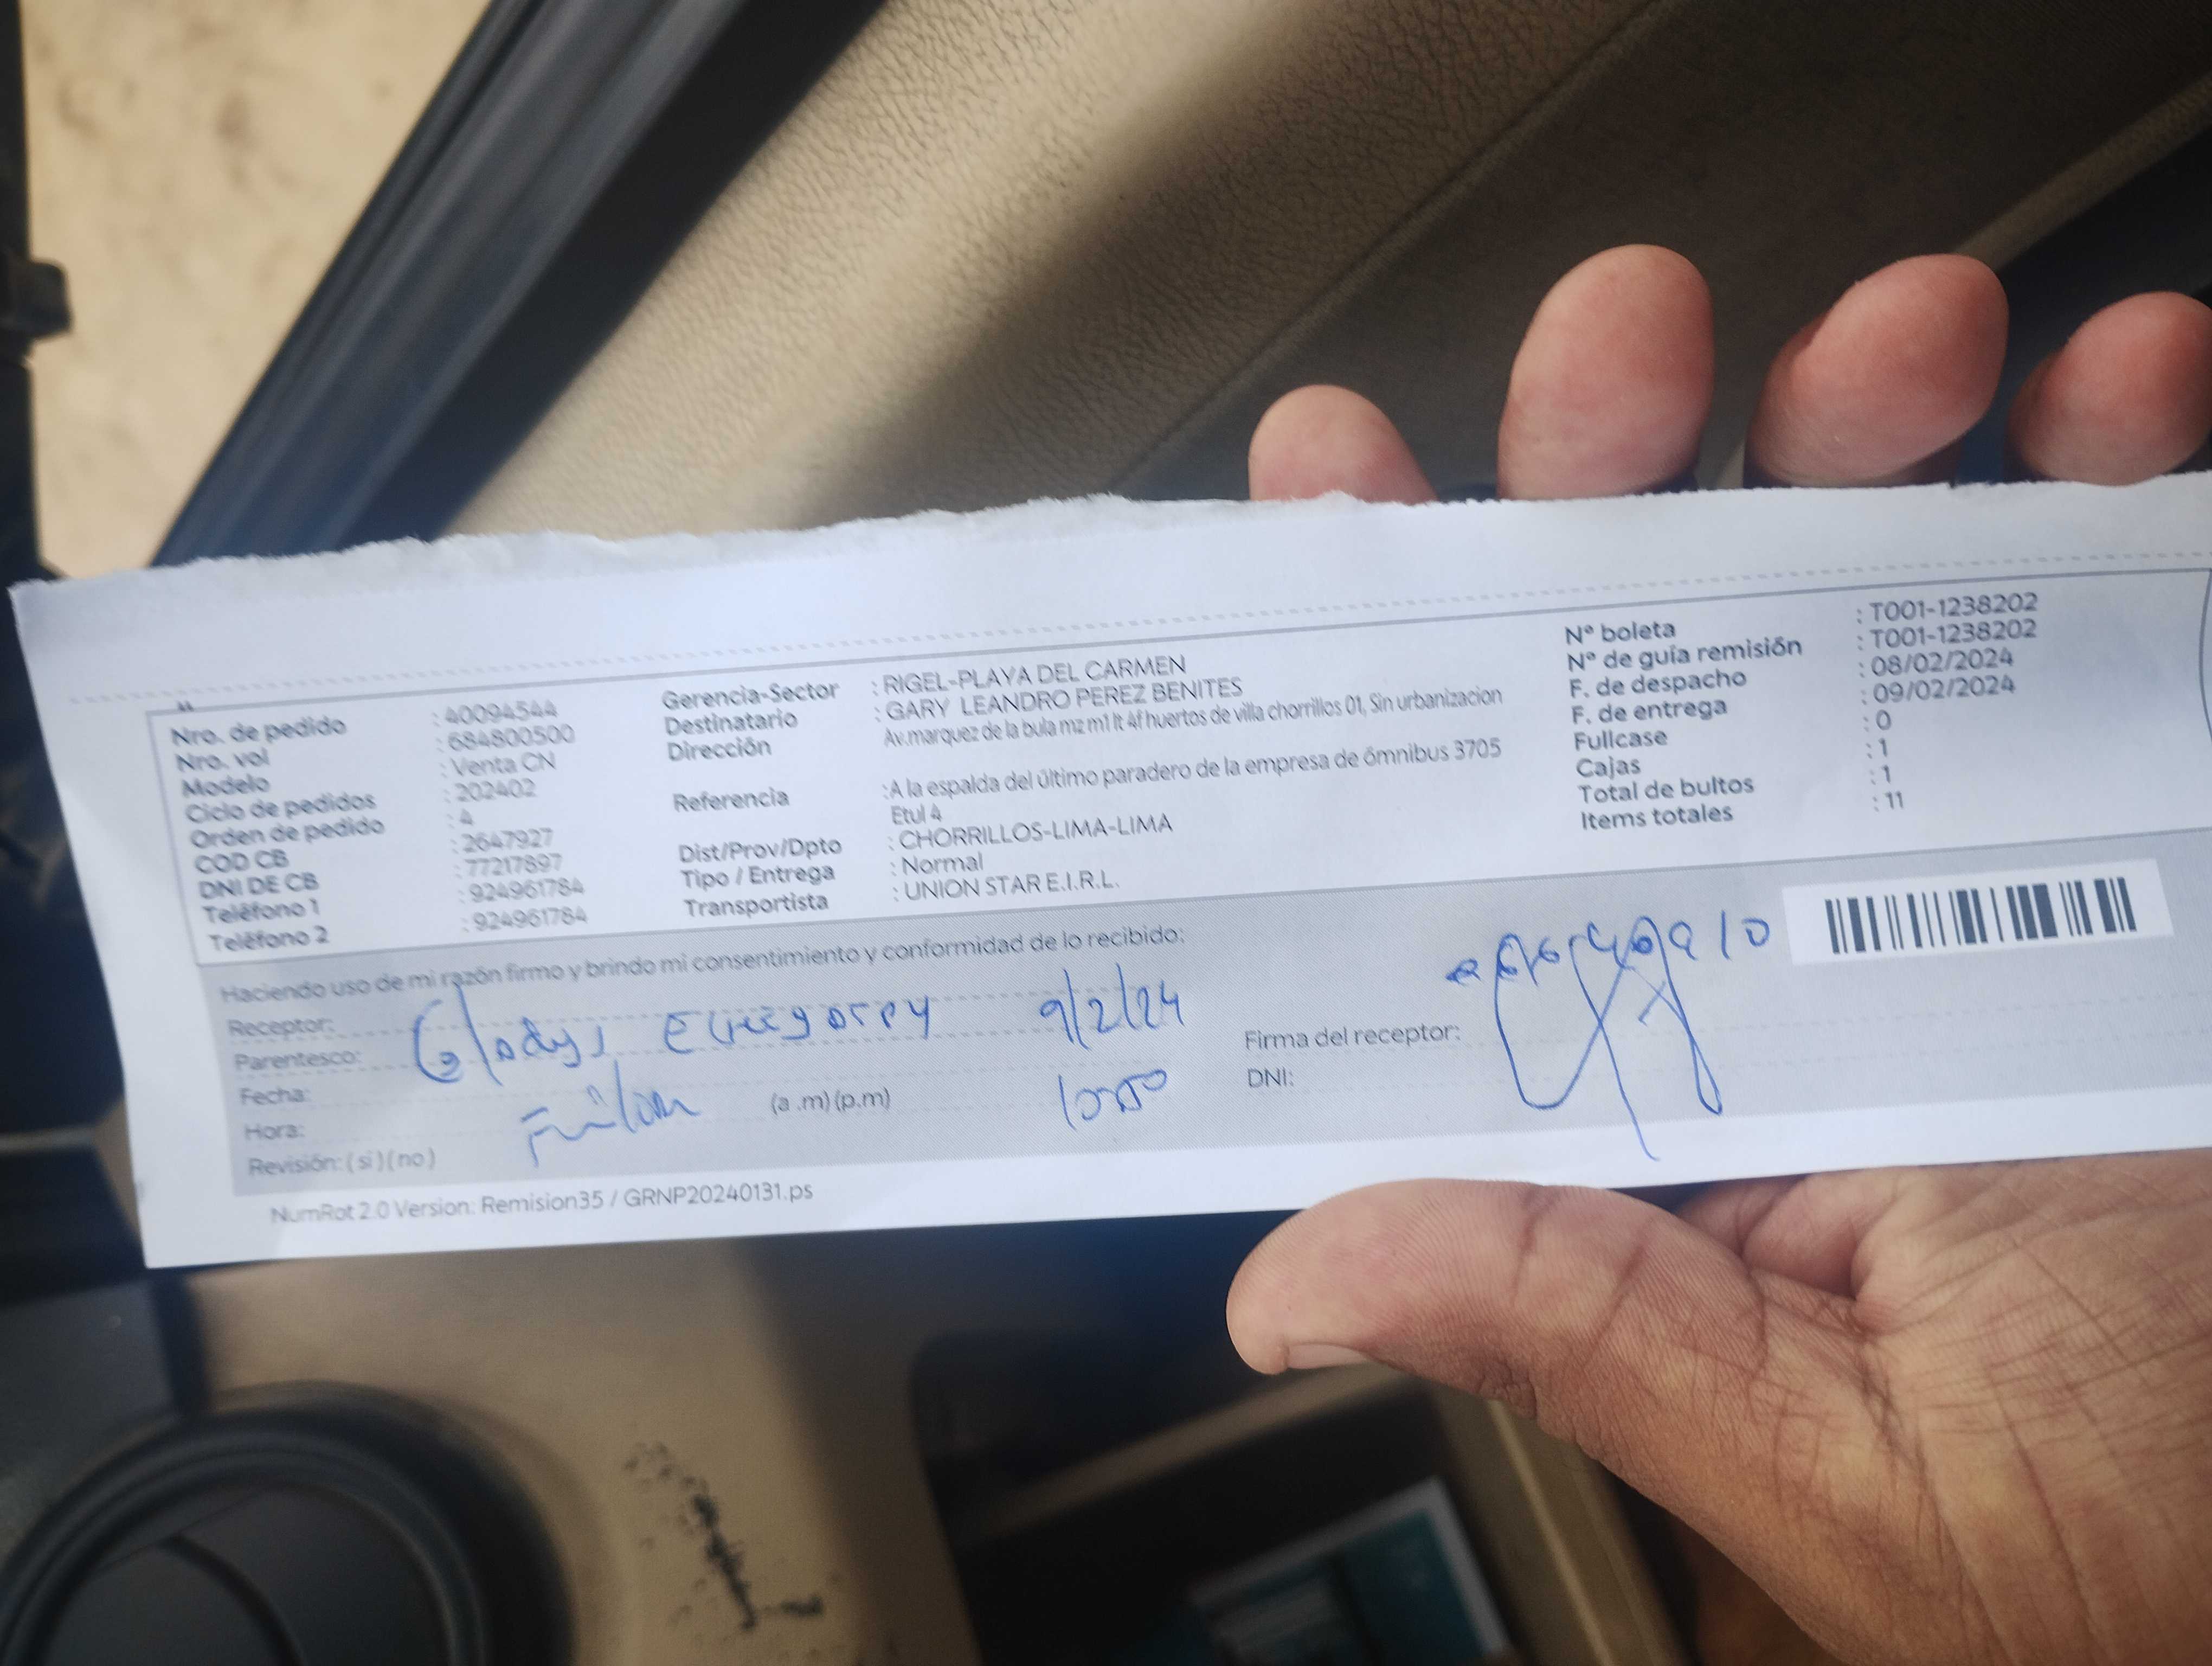 Nro. de pedido : 40094544
Nro. vol : 684800500
Modelo : Venta CN
Ciclo de pedidos : 202402
Orden de pedido : 4
COD CB : 2647927
DNI DE CB : 77217897
Teléfono 1 : 924961784
Teléfono 2 : 924961784
Gerencia-Sector : RIGEL-PLAYA DEL CARMEN
Destinatario : GARY LEANDRO PEREZ BENITES
Dirección Av.marquez de la bula mz m1 lt 4f huertos de villa chorrillos 01, Sin urbanizacion
Referencia :A la espalda del último paradero de la empresa de ómnibus 3705
Etul 4
Dist/Prov/Dpto : CHORRILLOS-LIMA-LIMA
Tipo / Entrega : Normal
Transportista : UNION STAR E.I.R.L.
Nº boleta : T001-1238202
Nº de guía remisión : T001-1238202
F. de despacho : 08/02/2024
F. de entrega : 09/02/2024
Fullcase : 0
Cajas : 1
Total de bultos : 1
Items totales : 11
Haciendo uso de mi razón firmo y brindo mi consentimiento y conformidad de lo recibido:
Receptor:
Parentesco: Gladys 9/2/24
Fecha:
Hora: (a .m) (p.m)
Revisión: ( si ) ( no )
Firma del receptor:
DNI:
NumRot 2.0 Version: Remision35 / GRNP20240131.ps